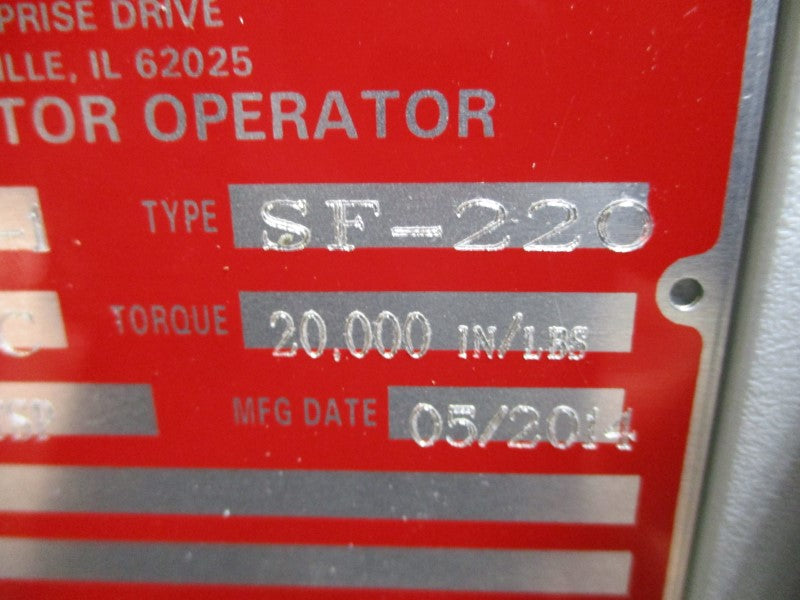 PRISE DRIVE
ILLE, IL 62025
TOR OPERATOR
-1 TYPE SF-220
C TORQUE 20,000 IN/LBS
MFG DATE 05/2014